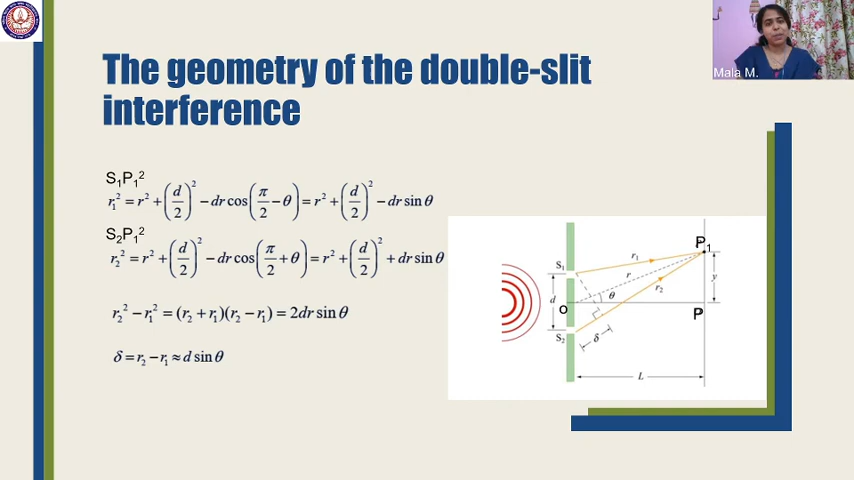 Mala M.
The geometry of the double-slit
interference
S₁P₁²
r₁² = r² + (d/2)² − dr cos(π/2 − θ) = r² + (d/2)² − dr sin θ
S₂P₁²
r₂² = r² + (d/2)² − dr cos(π/2 + θ) = r² + (d/2)² + dr sin θ
r₂² − r₁² = (r₂ + r₁)(r₂ − r₁) = 2dr sin θ
δ = r₂ − r₁ ≈ d sin θ
P₁
r₁
S₁
r
y
r₂
d
θ
O
P
S₂
δ
L